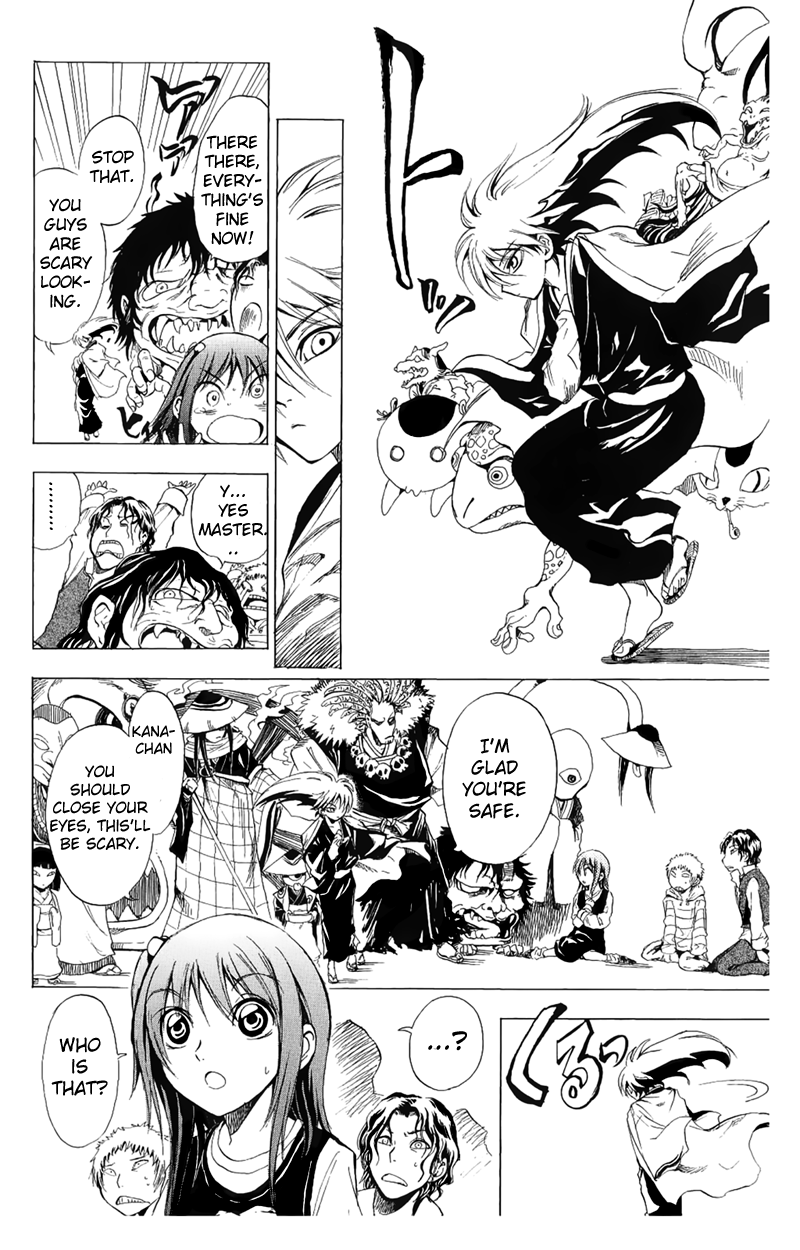 ト
ッ
THERE
THERE,
EVERY-
THING'S
FINE
NOW!
STOP
THAT.
YOU
GUYS
ARE
SCARY
LOOK-
ING.
Y...
YES
MASTER.
. .
.........
I'M
GLAD
YOU'RE
SAFE.
KANA-
CHAN
YOU
SHOULD
CLOSE YOUR
EYES, THIS'LL
BE SCARY.
くるっ
...?
WHO
IS
THAT?